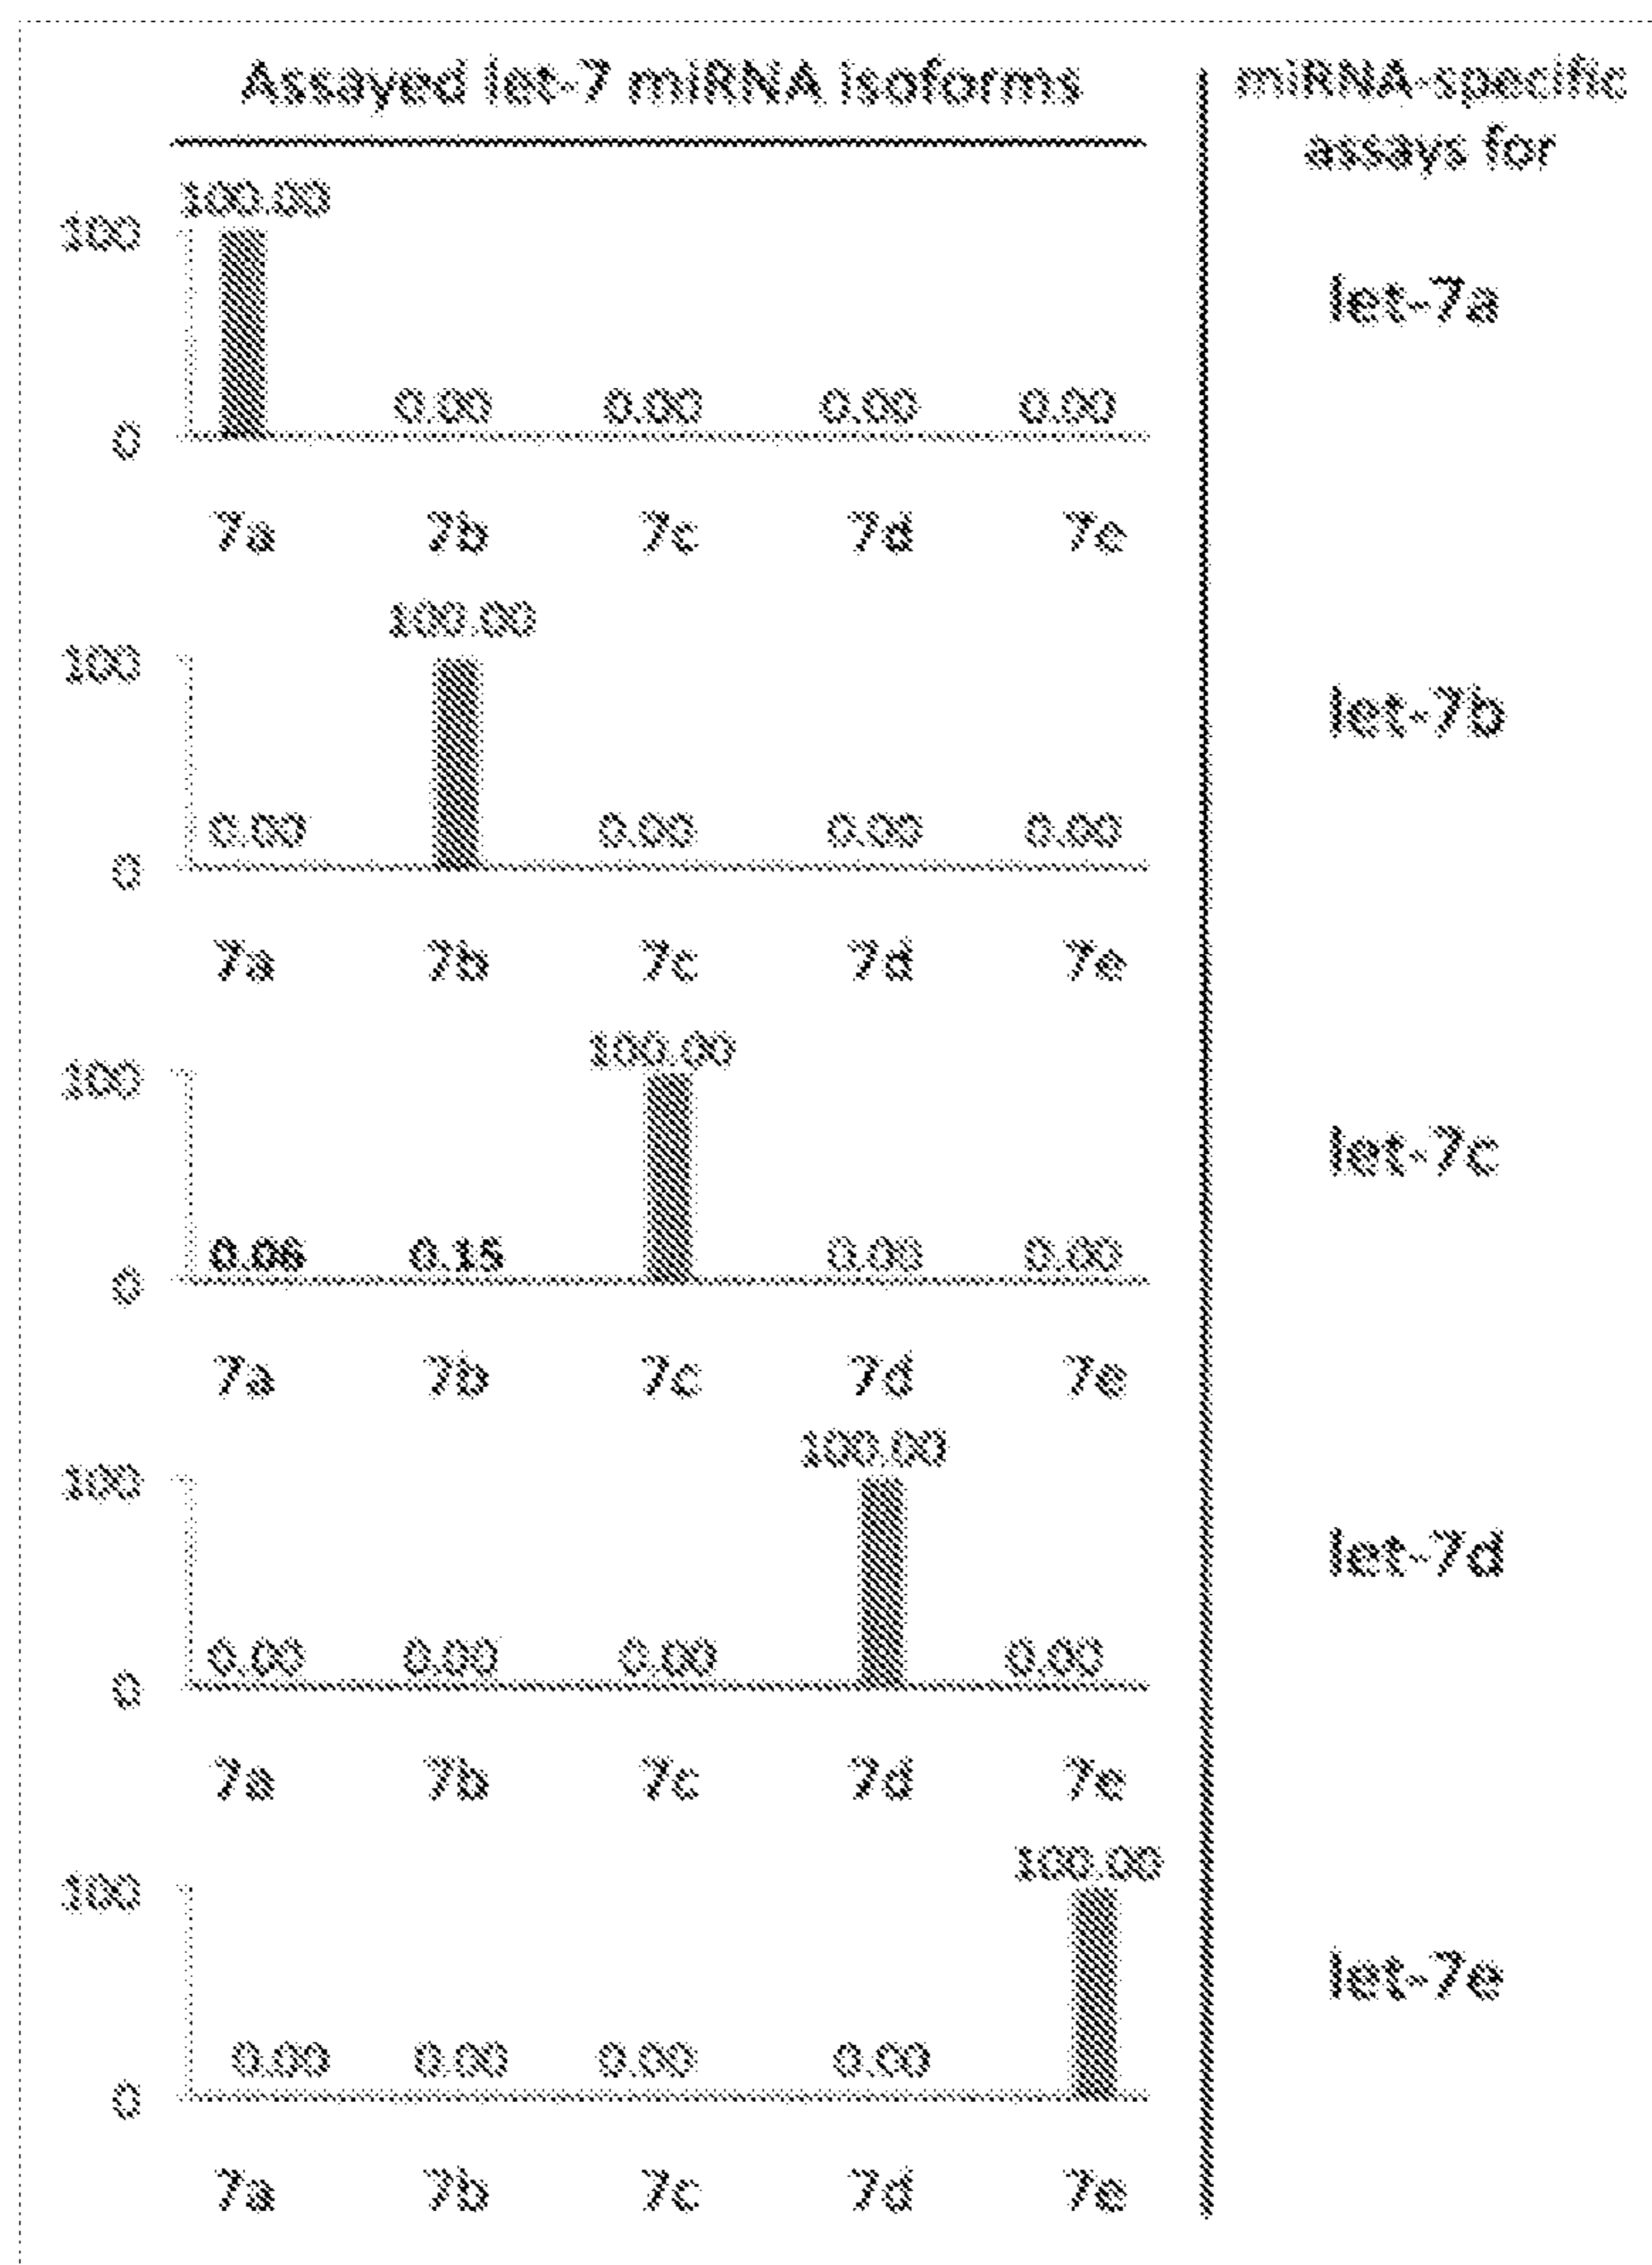 Assayed let-7 miRNA isoforms
miRNA-specific
assays for
100.00
100
let-7a
0.00 0.00 0.00 0.00
0
7a 7b 7c 7d 7e
100.00
100
let-7b
0.00 0.00 0.00 0.00
0
7a 7b 7c 7d 7e
100.00
100
let-7c
0.06 0.15 0.00 0.00
0
7a 7b 7c 7d 7e
100.00
100
let-7d
0.00 0.00 0.00 0.00
0
7a 7b 7c 7d 7e
100.00
100
let-7e
0.00 0.00 0.00 0.00
0
7a 7b 7c 7d 7e